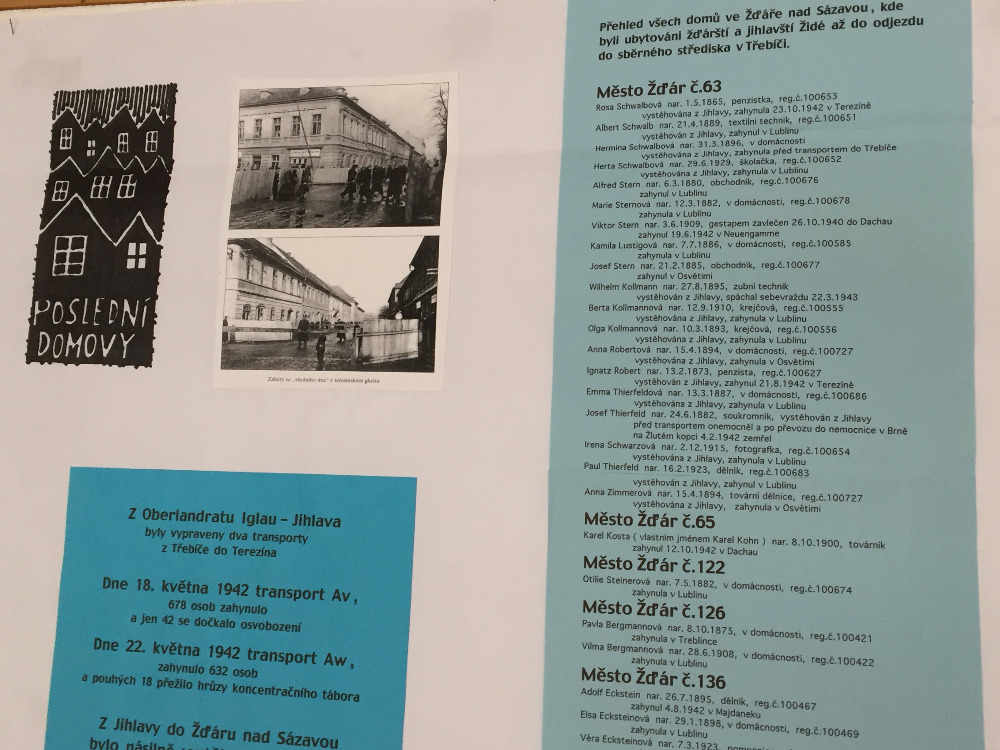 POSLEDNÍ
DOMOVY
Záběry ze „všedního dne" v terezínském ghettu.
Z Oberlandratu Iglau – Jihlava
byly vypraveny dva transporty
z Třebíče do Terezína
Dne 18. května 1942 transport Av,
678 osob zahynulo
a jen 42 se dočkalo osvobození
Dne 22. května 1942 transport Aw,
zahynulo 632 osob
a pouhých 18 přežilo hrůzy koncentračního tábora
Z Jihlavy do Žďáru nad Sázavou
bylo násilně
Přehled všech domů ve Žďáře nad Sázavou, kde
byli ubytováni žďárští a jihlavští Židé až do odjezdu
do sběrného střediska v Třebíči.
Město Žďár č.63
Rosa Schwalbová nar. 1.5.1865, penzistka, reg.č.100653
vystěhována z Jihlavy, zahynula 23.10.1942 v Terezíně
Albert Schwalb nar. 21.4.1889, textilní technik, reg.č.100651
vystěhován z Jihlavy, zahynul v Lublinu
Hermina Schwalbová nar. 31.3.1896, v domácnosti
vystěhována z Jihlavy, zahynula před transportem do Třebíče
Herta Schwalbová nar. 29.6.1929, školačka, reg.č.100652
vystěhována z Jihlavy, zahynula v Lublinu
Alfred Stern nar. 6.3.1880, obchodník, reg.č.100676
zahynul v Lublinu
Marie Sternová nar. 12.3.1882, v domácnosti, reg.č.100678
zahynula v Lublinu
Viktor Stern nar. 3.6.1909, gestapem zavlečen 26.10.1940 do Dachau
zahynul 19.6.1942 v Neuengamme
Kamila Lustigová nar. 7.7.1886, v domácnosti, reg.č.100585
zahynula v Lublinu
Josef Stern nar. 21.2.1885, obchodník, reg.č.100677
zahynul v Osvětimi
Wilhelm Kollmann nar. 27.8.1895, zubní technik
vystěhován z Jihlavy, spáchal sebevraždu 22.3.1943
Berta Kollmannová nar. 12.9.1910, krejčová, reg.č.100555
vystěhována z Jihlavy, zahynula v Lublinu
Olga Kollmannová nar. 10.3.1893, krejčová, reg.č.100556
vystěhována z Jihlavy, zahynula v Lublinu
Anna Robertová nar. 15.4.1894, v domácnosti, reg.č.100727
vystěhována z Jihlavy, zahynula v Osvětimi
Ignatz Robert nar. 13.2.1873, penzista, reg.č.100627
vystěhován z Jihlavy, zahynul 21.8.1942 v Terezíně
Emma Thiefeldová nar. 13.3.1887, v domácnosti, reg.č.100686
vystěhována z Jihlavy, zahynula v Lublinu
Josef Thierfeld nar. 24.6.1882, soukromník, vystěhován z Jihlavy
před transportem onemocněl a po převozu do nemocnice v Brně
na Žlutém kopci 4.2.1942 zemřel
Irena Schwarzová nar. 2.12.1915, fotografka, reg.č.100654
vystěhována z Jihlavy, zahynula v Lublinu
Paul Thierfeld nar. 16.2.1923, dělník, reg.č.100683
vystěhován z Jihlavy, zahynul v Lublinu
Anna Zimmerová nar. 15.4.1894, tovární dělnice, reg.č.100727
vystěhována z Jihlavy, zahynula v Osvětimi
Město Žďár č.65
Karel Kosta ( vlastním jménem Karel Kohn ) nar. 8.10.1900, továrník
zahynul 12.10.1942 v Dachau
Město Žďár č.122
Otilie Steinerová nar. 7.5.1882, v domácnosti, reg.č.100674
zahynula v Lublinu
Město Žďár č.126
Pavla Bergmannová nar. 8.10.1875, v domácnosti, reg.č.100421
zahynula v Treblince
Vilma Bergmannová nar. 28.6.1908, v domácnosti, reg.č.100422
zahynula v Lublinu
Město Žďár č.136
Adolf Eckstein nar. 26.7.1895, dělník, reg.č.100467
zahynul 4.8.1942 v Majdaneku
Elsa Ecksteinová nar. 29.1.1898, v domácnosti, reg.č.100469
zahynula v Lublinu
Věra Ecksteinová nar. 7.3.1923,